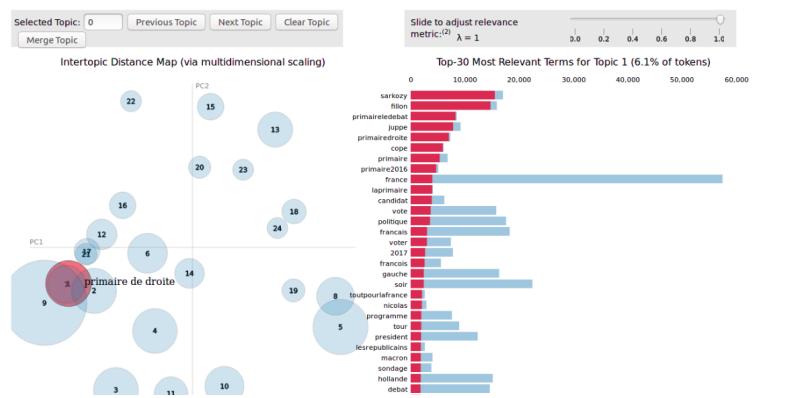 Selected Topic: 0 Previous Topic Next Topic Clear Topic
Merge Topic
Slide to adjust relevance
metric:(2) λ = 1
0.0 0.2 0.4 0.6 0.8 1.0
Intertopic Distance Map (via multidimensional scaling)
PC2
PC1
22
15
13
20
23
16
18
24
12
17
21
6
14
primaire de droite
2
9
19
8
5
4
3
11
10
Top-30 Most Relevant Terms for Topic 1 (6.1% of tokens)
0 10,000 20,000 30,000 40,000 50,000 60,000
sarkozy
fillon
primaireledebat
juppe
primairedroite
cope
primaire
primaire2016
france
laprimaire
candidat
vote
politique
francais
voter
2017
francois
gauche
soir
toutpourlafrance
nicolas
programme
tour
president
lesrepublicains
macron
sondage
hollande
debat